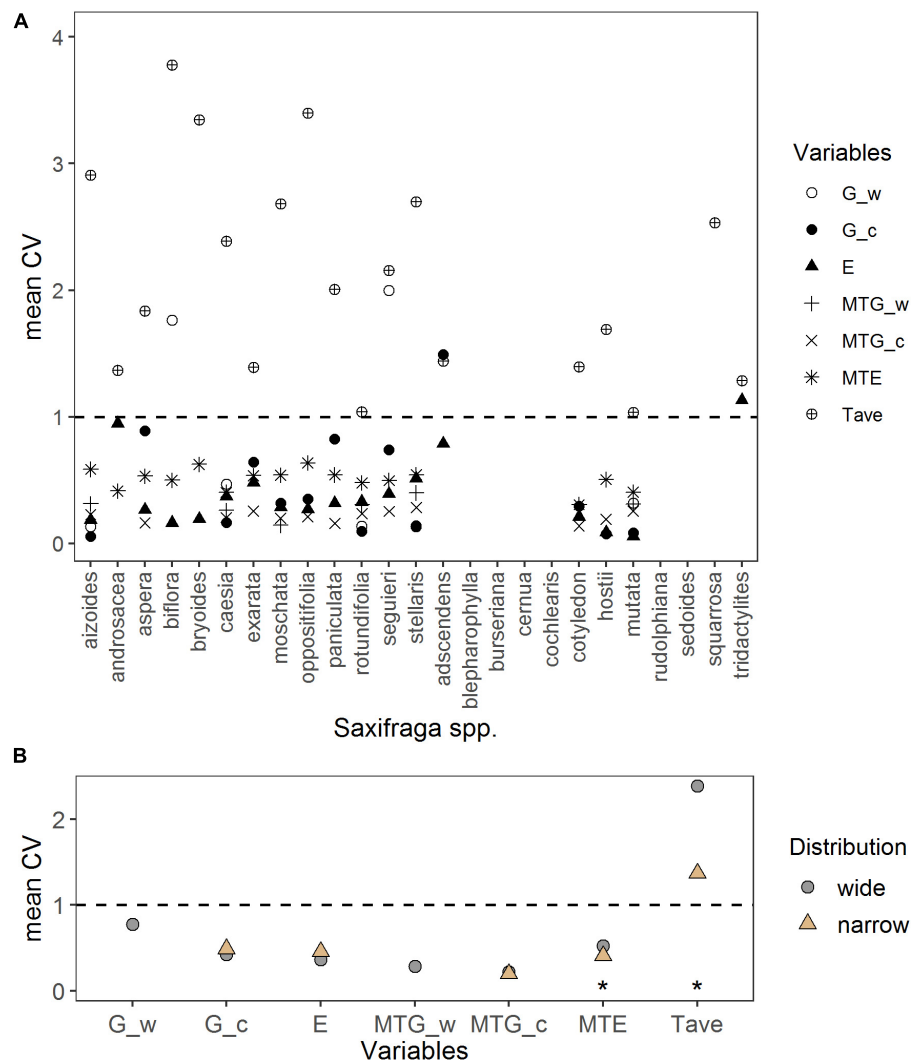 A
4
3
2
1
0
mean CV
aizoides
androsacea
aspera
biflora
bryoides
caesia
exarata
moschata
oppositifolia
paniculata
rotundifolia
seguieri
stellaris
adscendens
blepharophylla
burseriana
cernua
cochlearis
cotyledon
hostii
mutata
rudolphiana
sedoides
squarrosa
tridactylites
Saxifraga spp.
Variables
G_w
G_c
E
MTG_w
MTG_c
MTE
Tave
B
2
1
0
mean CV
* *
G_w G_c E MTG_w MTG_c MTE Tave
Variables
Distribution
wide
narrow